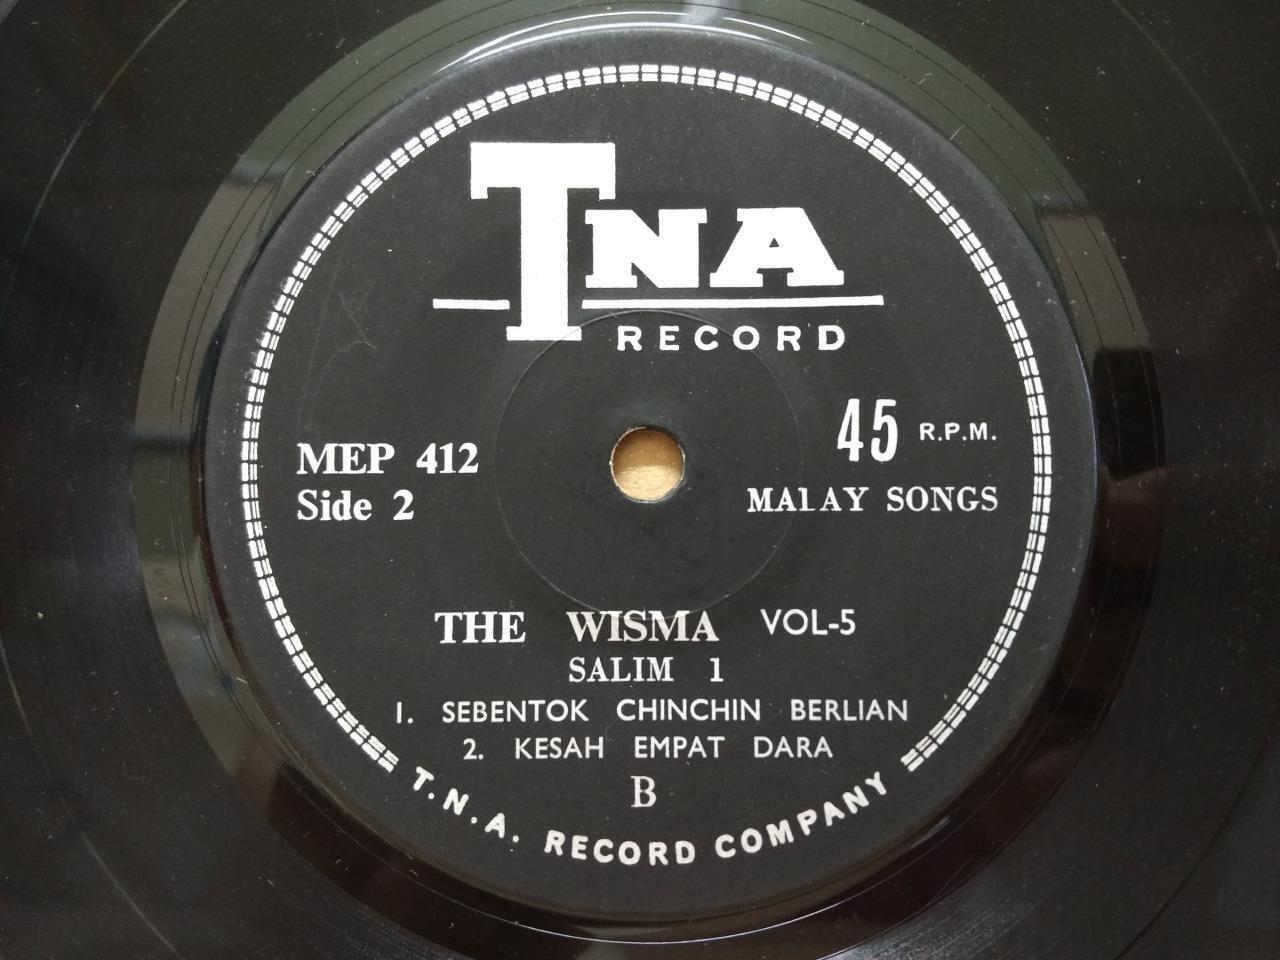 TNA
RECORD
45 R.P.M.
MEP 412
Side 2
MA1AY SONGS
THE WISMA VOL-5
SALIM 1
1. SEBENTOK CHINCHIN BERLIAN
2. KESAH EMPAT DARA
B
T.N.A. RECORD COMPANY